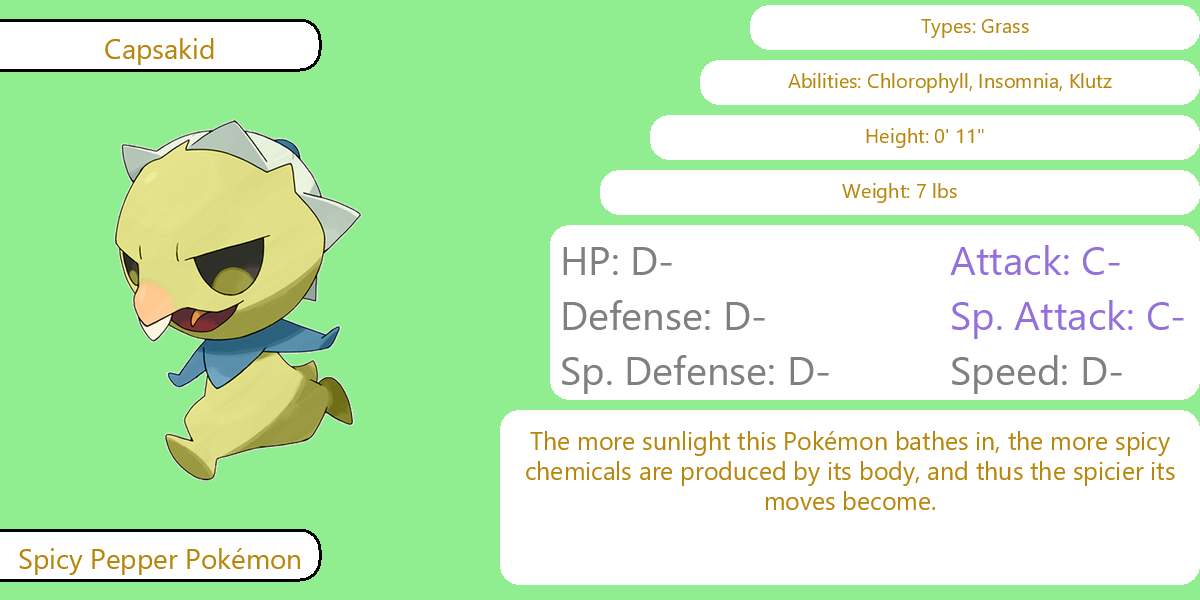 Capsakid
Types: Grass
Abilities: Chlorophyll, Insomnia, Klutz
Height: 0' 11"
Weight: 7 lbs
HP: D-
Attack: C-
Defense: D-
Sp. Attack: C-
Sp. Defense: D-
Speed: D-
The more sunlight this Pokémon bathes in, the more spicy
chemicals are produced by its body, and thus the spicier its
moves become.
Spicy Pepper Pokémon